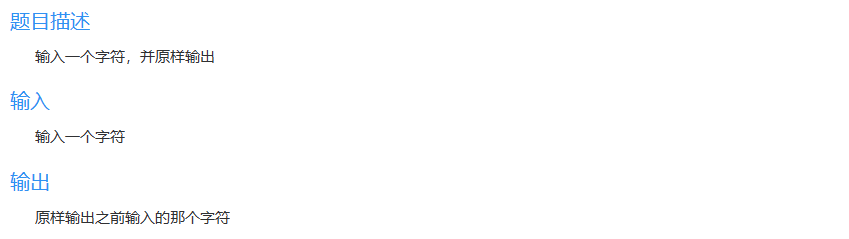 题目描述
输入一个字符，并原样输出
输入
输入一个字符
输出
原样输出之前输入的那个字符